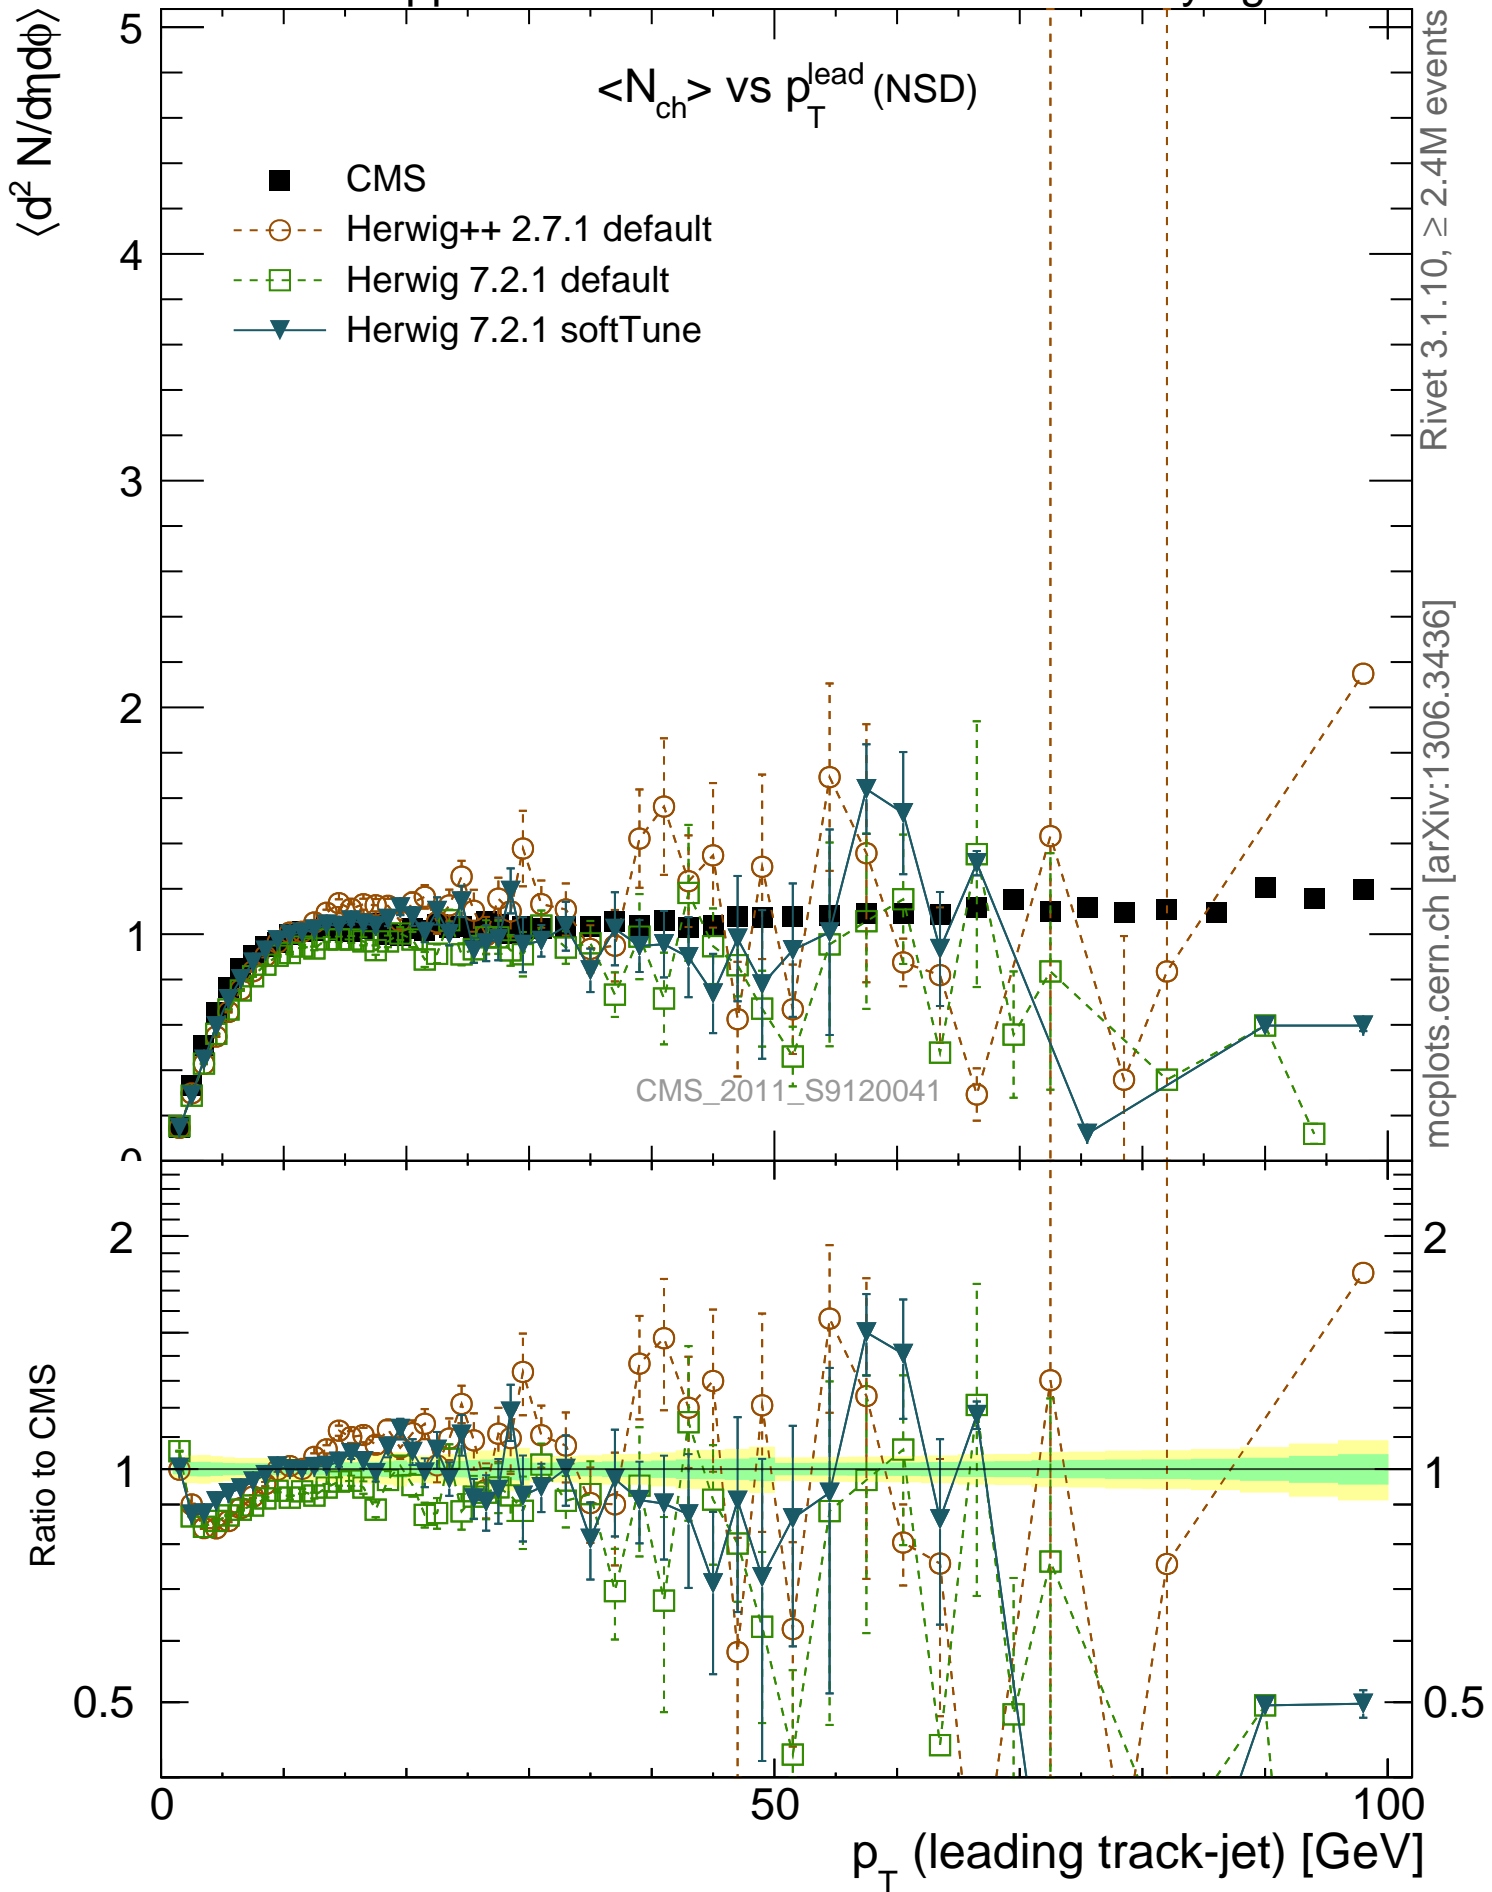 5
⟨d² N/dηdϕ⟩
<N_ch> vs p_T^lead (NSD)
CMS
Herwig++ 2.7.1 default
Herwig 7.2.1 default
Herwig 7.2.1 softTune
4
3
2
1
0
CMS_2011_S9120041
Rivet 3.1.10, ≥ 2.4M events
mcplots.cern.ch [arXiv:1306.3436]
Ratio to CMS
2 2
1 1
0.5 0.5
0 50 100
p_T (leading track-jet) [GeV]